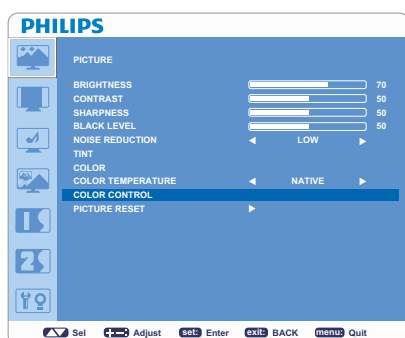 PHILIPS
PICTURE
BRIGHTNESS 70
CONTRAST 50
SHARPNESS 50
BLACK LEVEL 50
NOISE REDUCTION LOW
TINT
COLOR
COLOR TEMPERATURE NATIVE
COLOR CONTROL
PICTURE RESET
Sel Adjust set: Enter exit: BACK menu: Quit